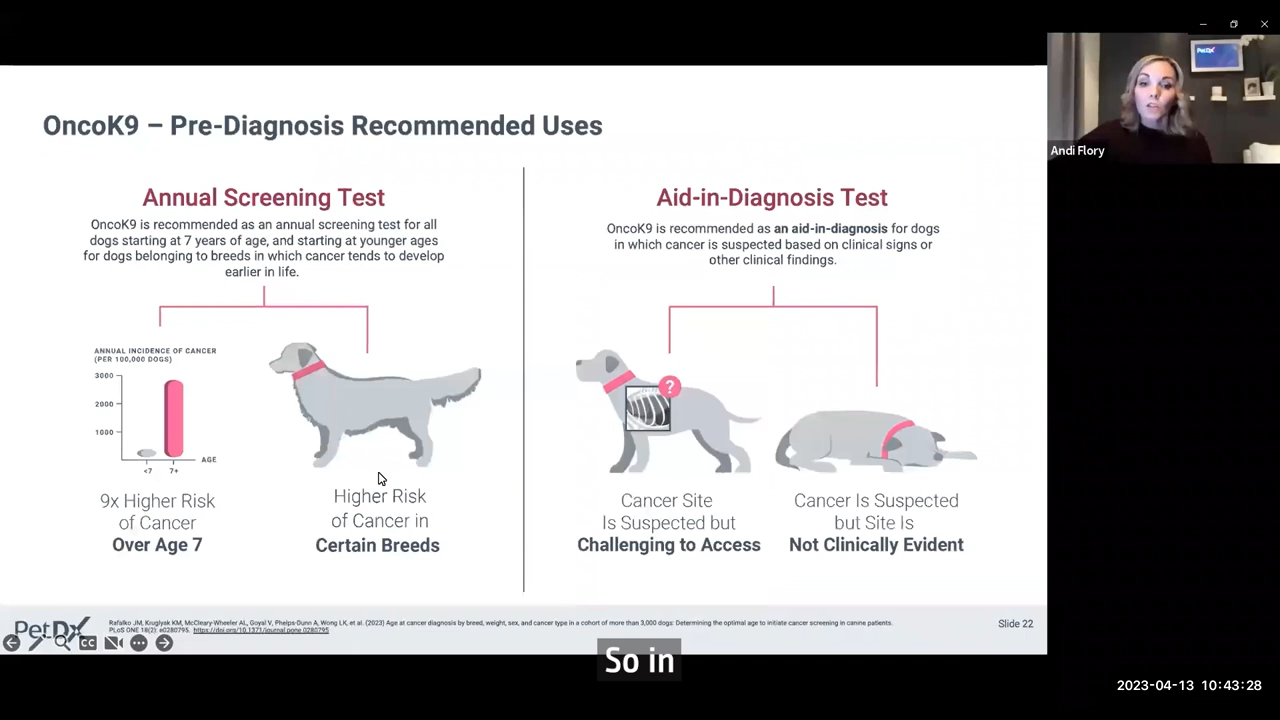 PetDX
Andi Flory
OncoK9 – Pre-Diagnosis Recommended Uses
Annual Screening Test
OncoK9 is recommended as an annual screening test for all
dogs starting at 7 years of age, and starting at younger ages
for dogs belonging to breeds in which cancer tends to develop
earlier in life.
ANNUAL INCIDENCE OF CANCER
(PER 100,000 DOGS)
3000
2000
1000
AGE
<7 7+
9x Higher Risk
of Cancer
Over Age 7
Higher Risk
of Cancer in
Certain Breeds
Aid-in-Diagnosis Test
OncoK9 is recommended as an aid-in-diagnosis for dogs
in which cancer is suspected based on clinical signs or
other clinical findings.
?
Cancer Site
Is Suspected but
Challenging to Access
Cancer Is Suspected
but Site Is
Not Clinically Evident
PetDX
CC
Rafalko JM, Kruglyak KM, McCleary-Wheeler AL, Goyal V, Phelps-Dunn A, Wong LK, et al. (2023) Age at cancer diagnosis by breed, weight, sex, and cancer type in a cohort of more than 3,000 dogs: Determining the optimal age to initiate cancer screening in canine patients.
PLoS ONE 18(2): e0280795. https://doi.org/10.1371/journal.pone.0280795
Slide 22
So in
2023-04-13 10:43:28